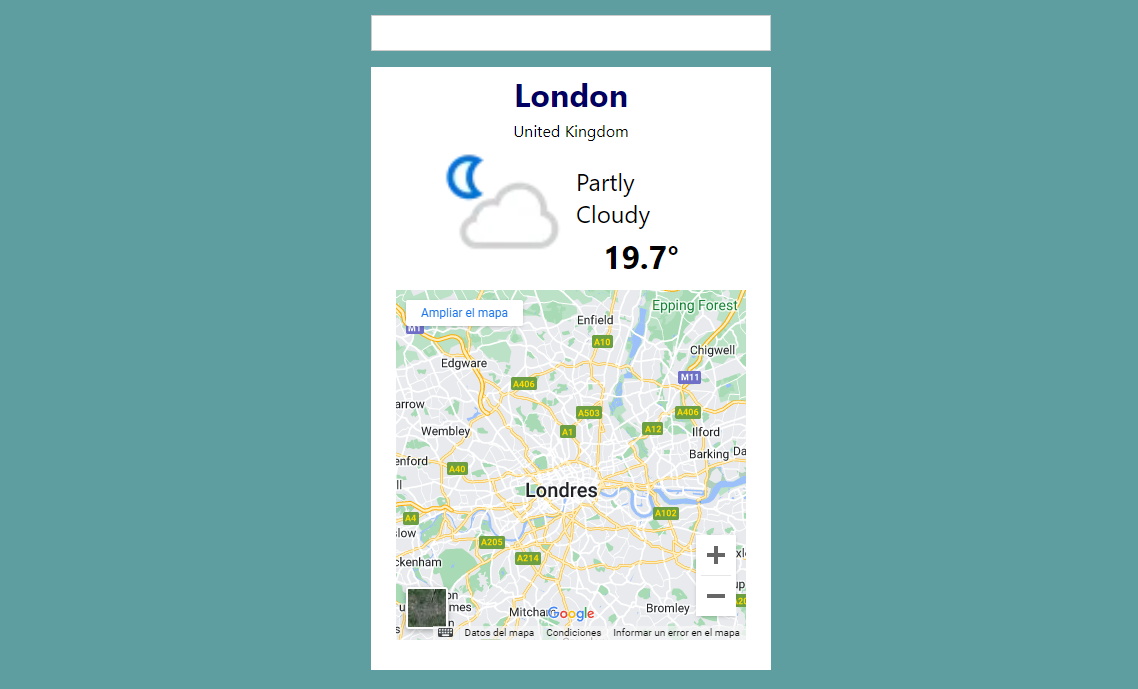 London
United Kingdom
Partly
Cloudy
19.7°
Epping Forest
Ampliar el mapa
Enfield
M1
A10
Chigwell
Edgware
M11
A406
arrow
A503
A406
Wembley
A1
A12
Ilford
Barking
Da
enford
A40
ll
Londres
A4
A102
slow
A205
A214
ckenham
Mitcham
Google
Bromley
Datos del mapa
Condiciones
Informar un error en el mapa